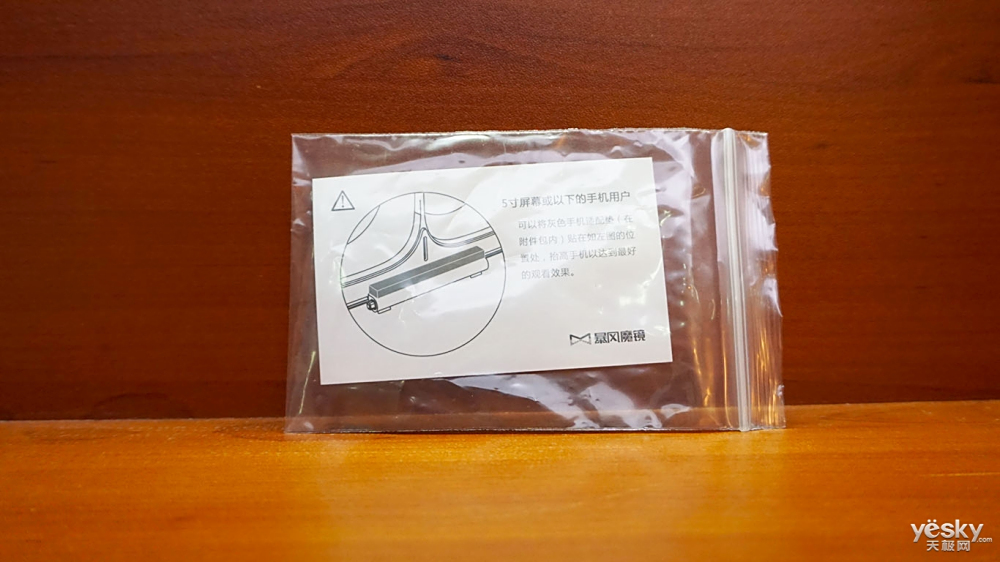 5寸屏幕或以下的手机用户
可以将灰色手机适配垫（在
附件包内）贴在如左图的位
置处，抬高手机以达到最好
的观看效果。
暴风魔镜
yesky
天极网.com